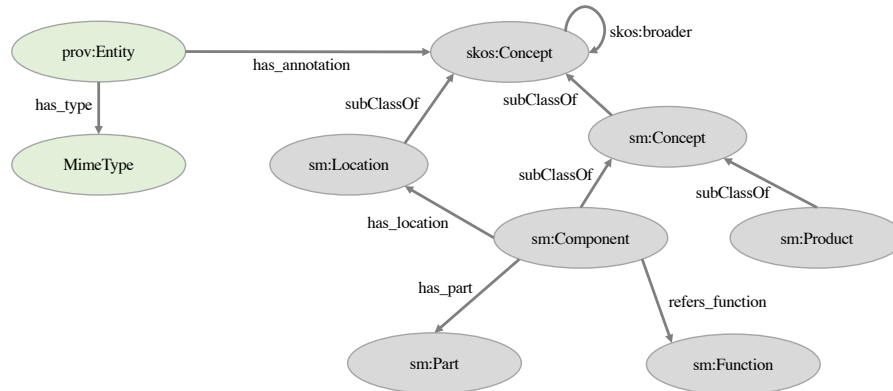 skos:broader
prov:Entity
skos:Concept
has_annotation
has_type
subClassOf
subClassOf
MimeType
sm:Location
sm:Concept
subClassOf
subClassOf
has_location
sm:Component
sm:Product
has_part
refers_function
sm:Part
sm:Function